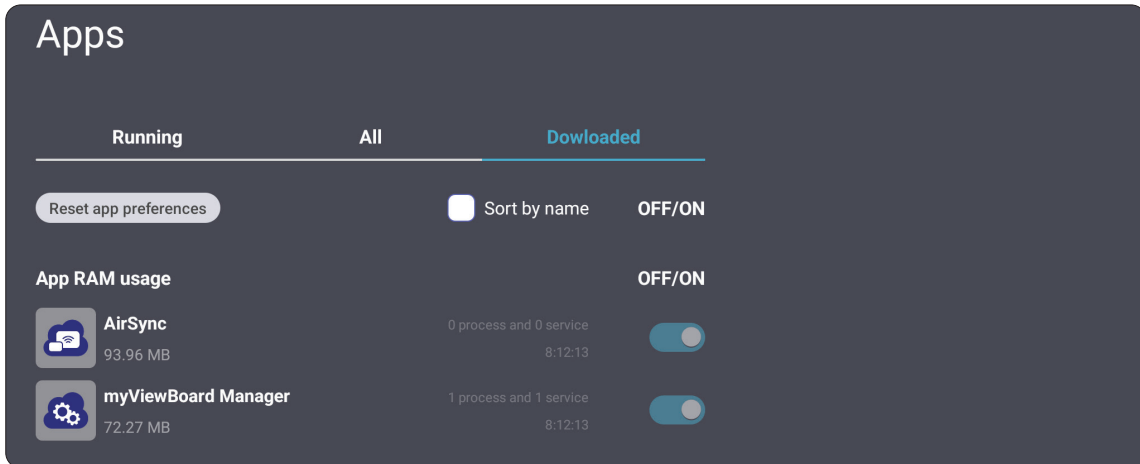 Apps
Running All Dowloaded
Reset app preferences Sort by name OFF/ON
App RAM usage OFF/ON
AirSync 0 process and 0 service
93.96 MB 8:12:13
myViewBoard Manager 1 process and 1 service
72.27 MB 8:12:13